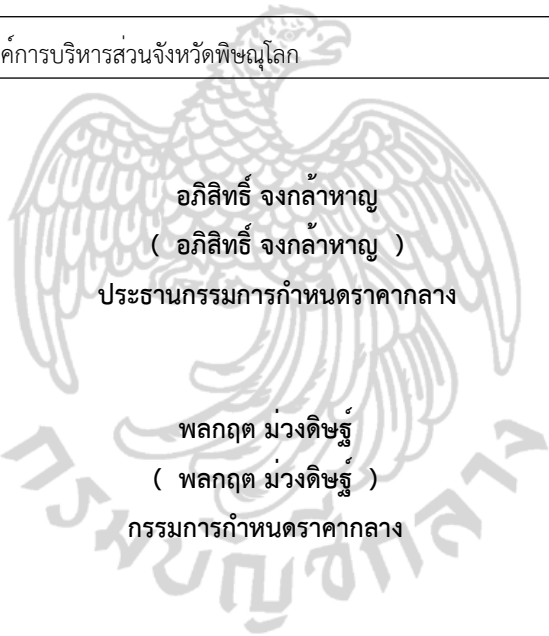 ค์การบริหารส่วนจังหวัดพิษณุโลก
อภิสิทธิ์ จงกล้าหาญ
( อภิสิทธิ์ จงกล้าหาญ )
ประธานกรรมการกำหนดราคากลาง
พลกฤต ม่วงดิษฐ์
( พลกฤต ม่วงดิษฐ์ )
กรรมการกำหนดราคากลาง
กรมบัญชีกลาง